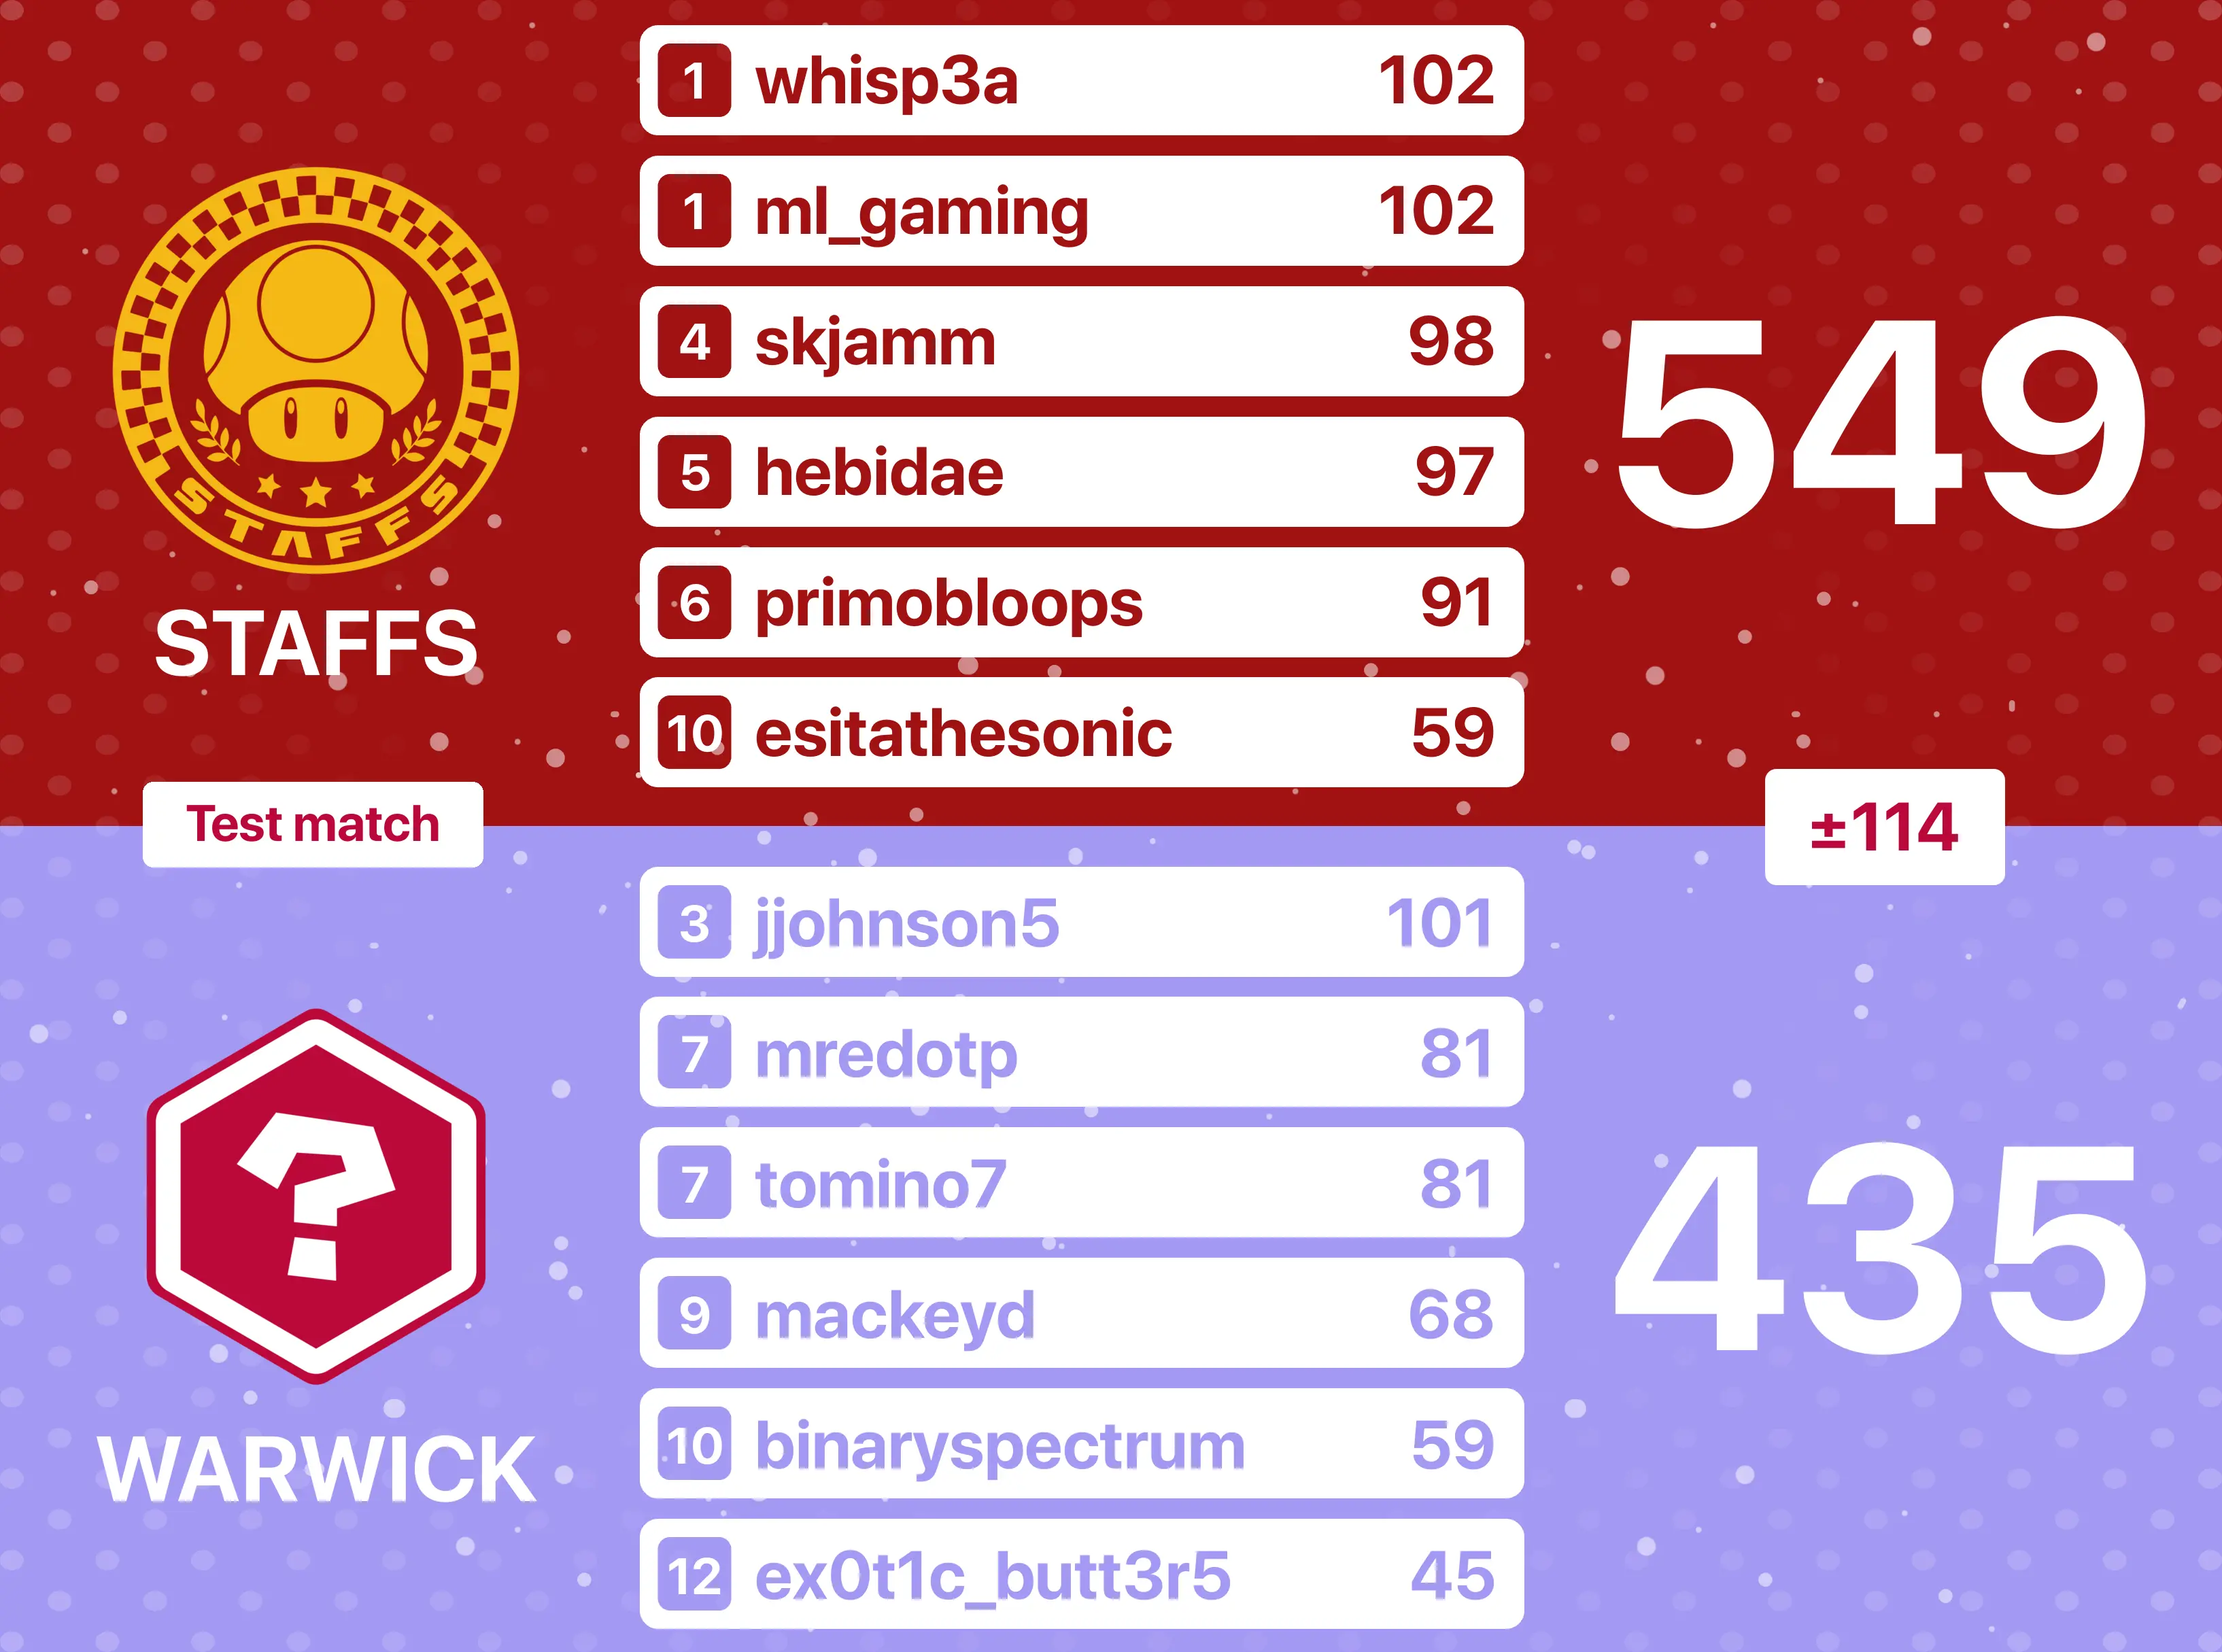 1 whisp3a 102
1 ml_gaming 102
4 skjamm 98
5 hebidae 97
6 primobloops 91
10 esitathesonic 59
STAFFS
STAFFS
549
Test match
±114
3 jjohnson5 101
7 mredotp 81
7 tomino7 81
9 mackeyd 68
10 binaryspectrum 59
12 ex0t1c_butt3r5 45
?
WARWICK
435